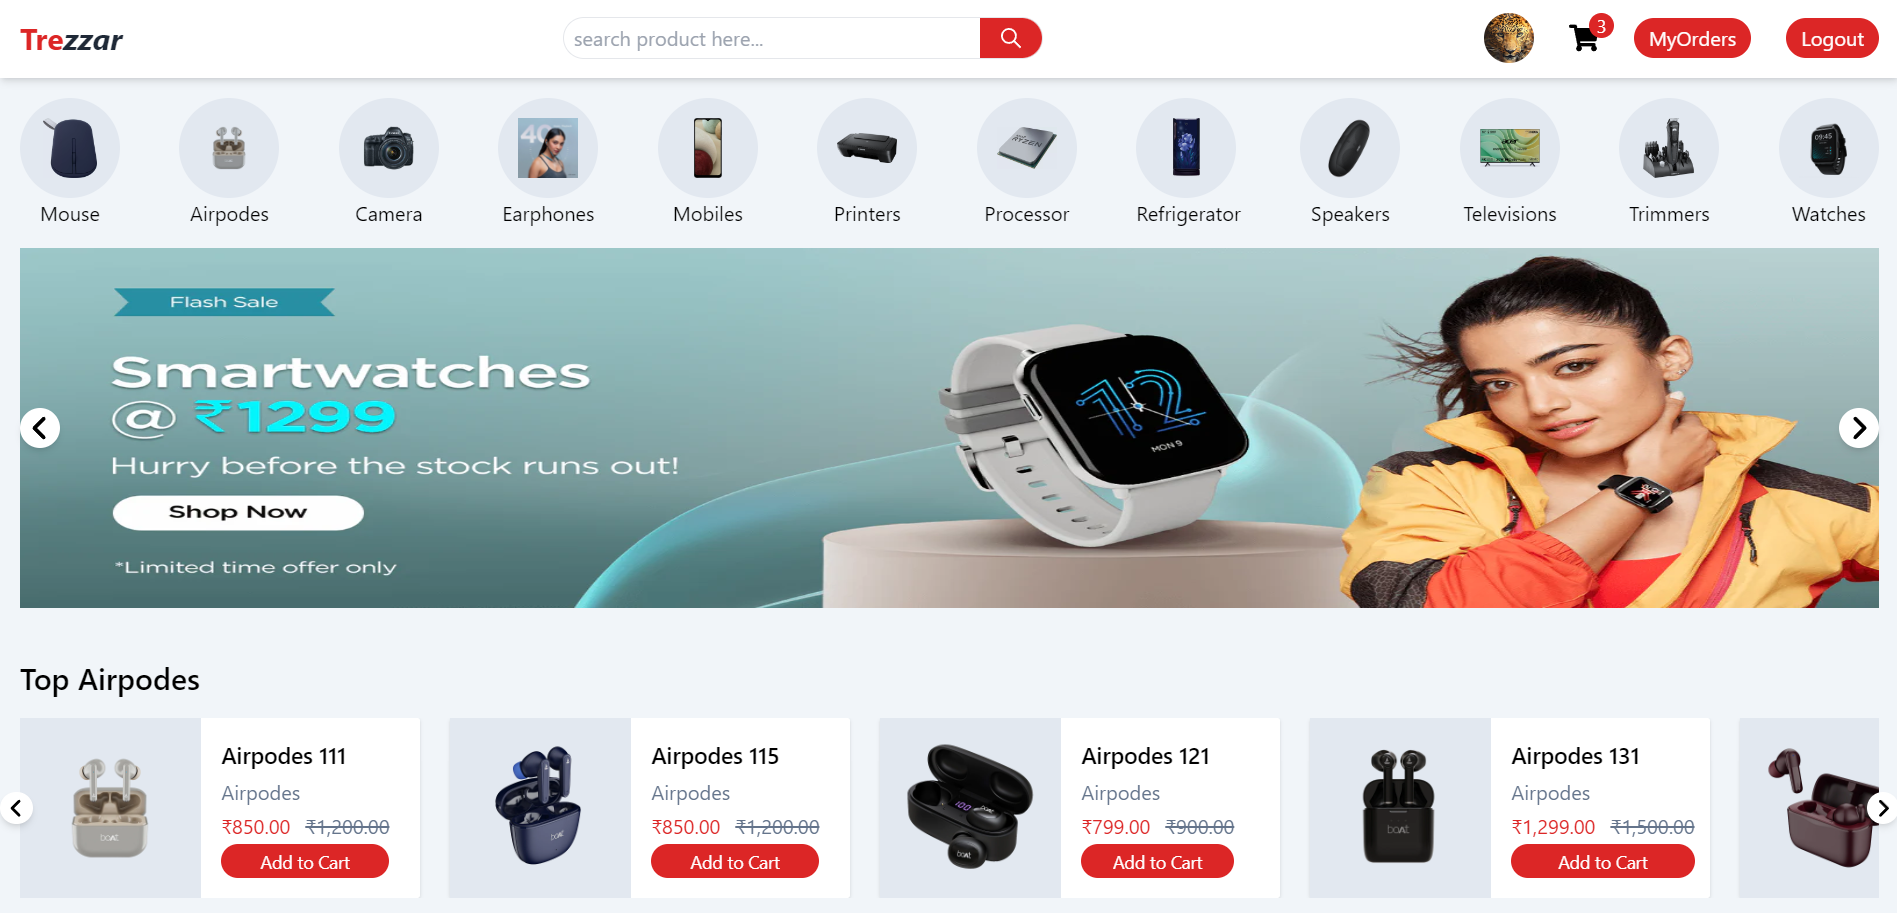 Trezzar
search product here...
3
MyOrders
Logout
Mouse
Airpodes
Camera
Earphones
Mobiles
Printers
Processor
Refrigerator
Speakers
Televisions
Trimmers
Watches
Flash Sale
Smartwatches
@ ₹1299
Hurry before the stock runs out!
Shop Now
*Limited time offer only
12
MON 9
Top Airpodes
Airpodes 111
Airpodes
₹850.00 ₹1,200.00
Add to Cart
Airpodes 115
Airpodes
₹850.00 ₹1,200.00
Add to Cart
Airpodes 121
Airpodes
₹799.00 ₹900.00
Add to Cart
Airpodes 131
Airpodes
₹1,299.00 ₹1,500.00
Add to Cart